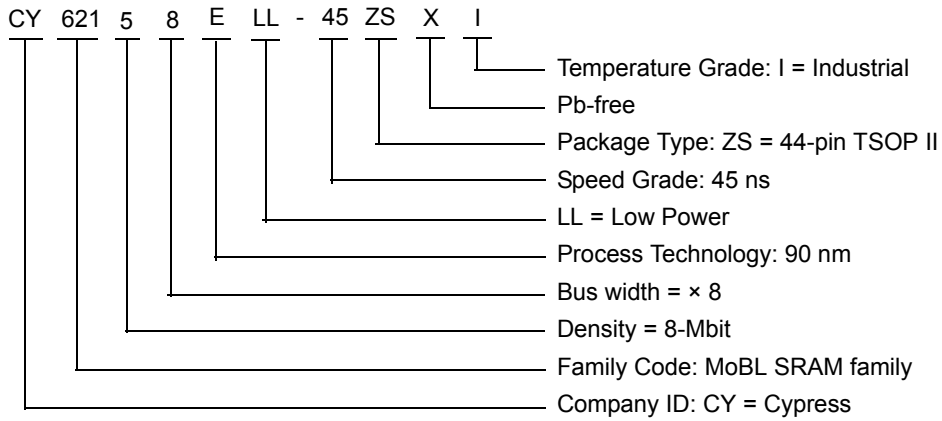 CY 621 5 8 E LL - 45 ZS X I
Temperature Grade: I = Industrial
Pb-free
Package Type: ZS = 44-pin TSOP II
Speed Grade: 45 ns
LL = Low Power
Process Technology: 90 nm
Bus width = × 8
Density = 8-Mbit
Family Code: MoBL SRAM family
Company ID: CY = Cypress